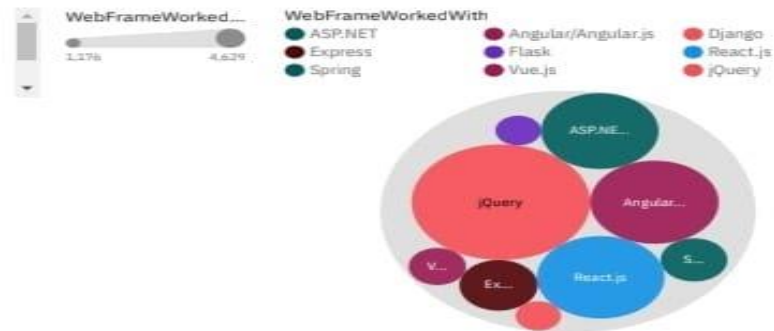 WebFrameWorked...
1,176 4,629
WebFrameWorkedWith
ASP.NET Angular/Angular.js Django
Express Flask React.js
Spring Vue.js jQuery
ASP.NE...
jQuery
Angular...
V...
Ex...
React.js
S...